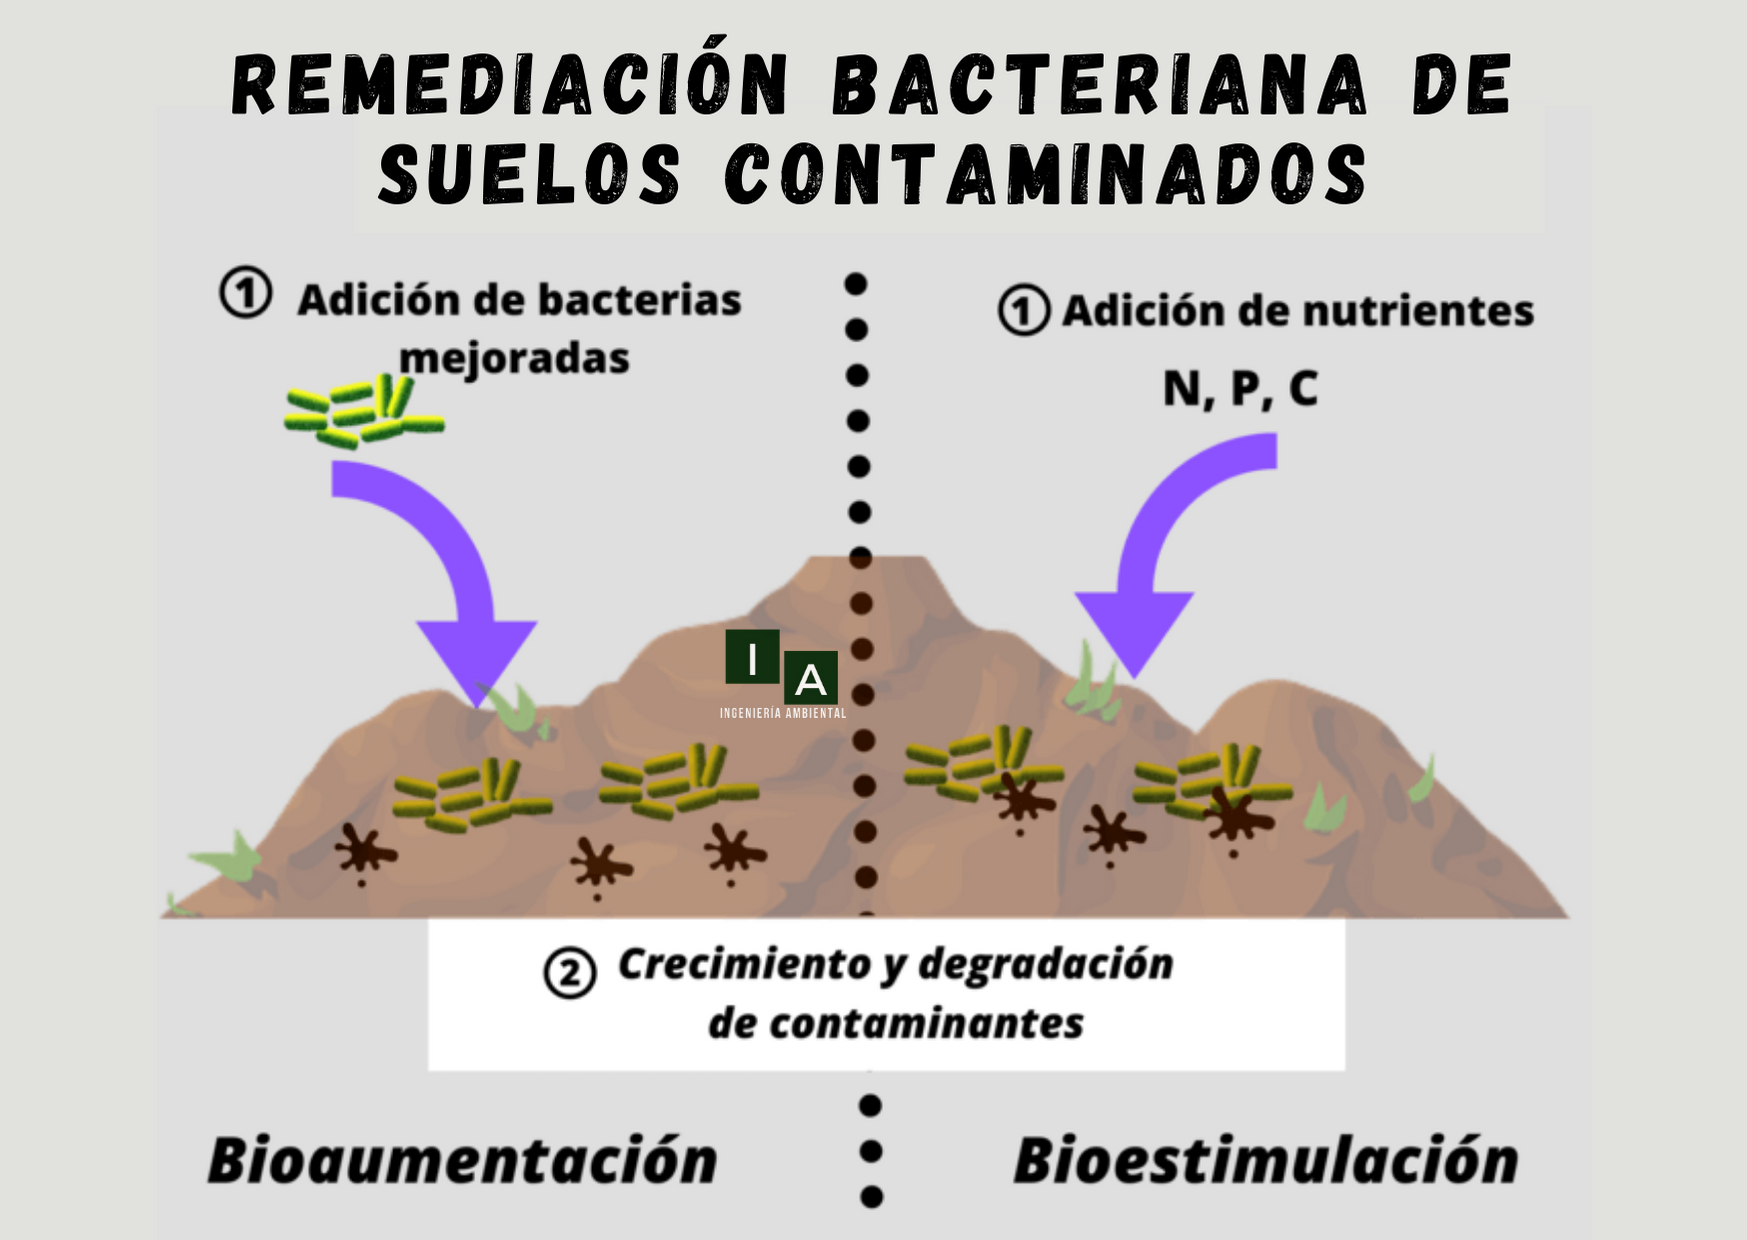 REMEDIACIÓN BACTERIANA DE
SUELOS CONTAMINADOS
1 Adición de bacterias
mejoradas
1 Adición de nutrientes
N, P, C
I
A
INGENIERÍA AMBIENTAL
2 Crecimiento y degradación
de contaminantes
Bioaumentación
Bioestimulación